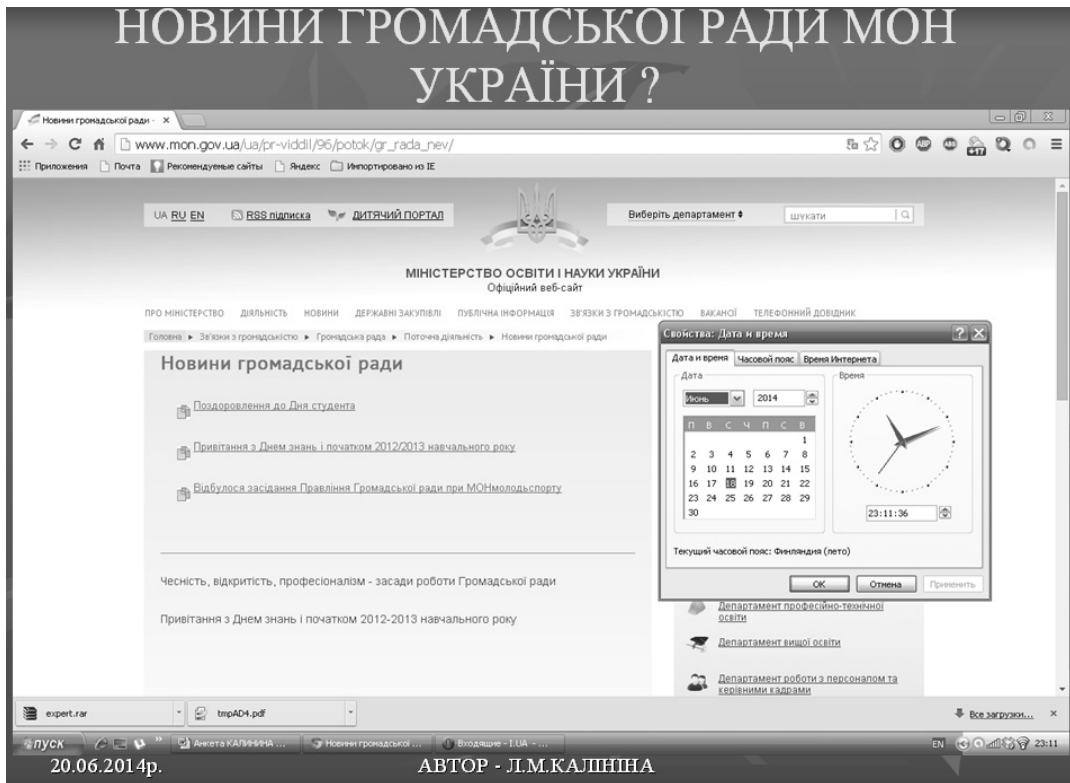 НОВИНИ ГРОМАДСЬКОЇ РАДИ МОН
УКРАЇНИ ?
Новини громадської ради -
www.mon.gov.ua/ua/pr-viddil/96/potok/gr_rada_nev/
ABP
+17
Приложения Почта Рекомендуемые сайты Яндекс Импортировано из IE
UA RU EN RSS підписка ДИТЯЧИЙ ПОРТАЛ
Виберіть департамент
шукати
МІНІСТЕРСТВО ОСВІТИ І НАУКИ УКРАЇНИ
Офіційний веб-сайт
ПРО МІНІСТЕРСТВО ДІЯЛЬНІСТЬ НОВИНИ ДЕРЖАВНІ ЗАКУПІВЛІ ПУБЛІЧНА ІНФОРМАЦІЯ ЗВ'ЯЗКИ З ГРОМАДСЬКІСТЮ ВАКАНСІЇ ТЕЛЕФОННИЙ ДОВІДНИК
Головна ► Зв'язки з громадськістю ► Громадська рада ► Поточна діяльність ► Новини громадської ради
Новини громадської ради
Поздоровлення до Дня студента
Привітання з Днем знань і початком 2012/2013 навчального року
Відбулося засідання Правління Громадської ради при МОНмолодьспорту
Чесність, відкритість, професіоналізм - засади роботи Громадської ради
Привітання з Днем знань і початком 2012-2013 навчального року
Свойства: Дата и время
Дата и время Часовой пояс Время Интернета
Дата
Время
Июнь 2014
П В С Ч П С В
1
2 3 4 5 6 7 8
9 10 11 12 13 14 15
16 17 18 19 20 21 22
23 24 25 26 27 28 29
30
23:11:36
Текущий часовой пояс: Финляндия (лето)
ОК Отмена Применить
Департамент професійно-технічної
освіти
Департамент вищої освіти
Департамент роботи з персоналом та
керівними кадрами
expert.rar
tmpAD4.pdf
Все загрузки...
пуск
Анкета КАЛИНИНА ...
Новини громадської ...
Входящие - I.UA - ...
EN
23:11
20.06.2014р.
АВТОР - Л.М.КАЛІНІНА